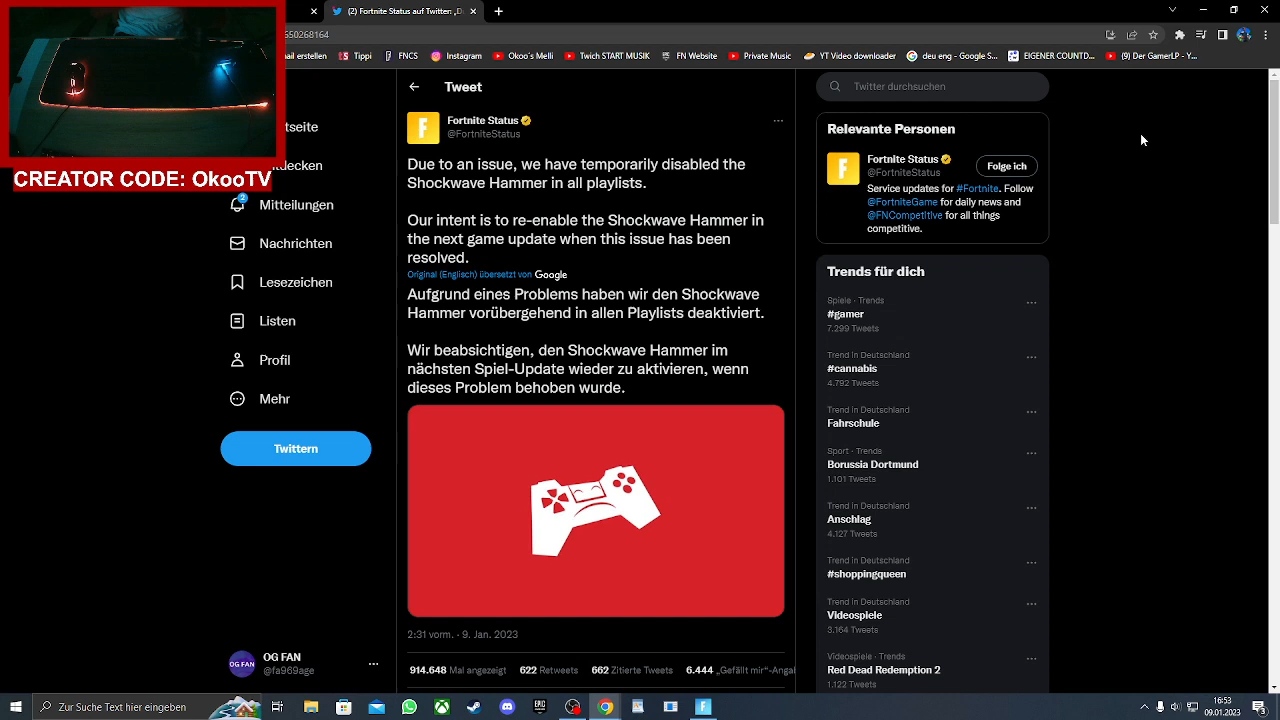 (Fortnite Status auf Twitter: „D
650268164
mail erstellen
Tippi
FNCS
Instagram
Okoo´s Melli
Twich START MUSIK
FN Website
Private Music
YT Video downloader
deu eng - Google S...
EIGENER COUNTD...
(9) Der GamerLP - Y...
CREATOR CODE: OkooTV
Mitteilungen
2
Nachrichten
Lesezeichen
Listen
Profil
Mehr
Twittern
OG FAN
OG FAN
@fa969age
Tweet
Fortnite Status
@FortniteStatus
Due to an issue, we have temporarily disabled the
Shockwave Hammer in all playlists.
Our intent is to re-enable the Shockwave Hammer in
the next game update when this issue has been
resolved.
Original (Englisch) übersetzt von Google
Aufgrund eines Problems haben wir den Shockwave
Hammer vorübergehend in allen Playlists deaktiviert.
Wir beabsichtigen, den Shockwave Hammer im
nächsten Spiel-Update wieder zu aktivieren, wenn
dieses Problem behoben wurde.
2:31 vorm. · 9. Jan. 2023
914.648 Mal angezeigt 622 Retweets 662 Zitierte Tweets 6.444 „Gefällt mir“-Angal
Twitter durchsuchen
Relevante Personen
Fortnite Status
@FortniteStatus
Folge ich
Service updates for #Fortnite. Follow
@FortniteGame for daily news and
@FNCompetitive for all things
competitive.
Trends für dich
Spiele · Trends
#gamer
7.299 Tweets
Trend in Deutschland
#cannabis
4.792 Tweets
Trend in Deutschland
Fahrschule
Sport · Trends
Borussia Dortmund
1.101 Tweets
Trend in Deutschland
Anschlag
4.127 Tweets
Trend in Deutschland
#shoppingqueen
Trend in Deutschland
Videospiele
3.164 Tweets
Videospiele · Trends
Red Dead Redemption 2
1.122 Tweets
Zur Suche Text hier eingeben
16:53
09.01.2023